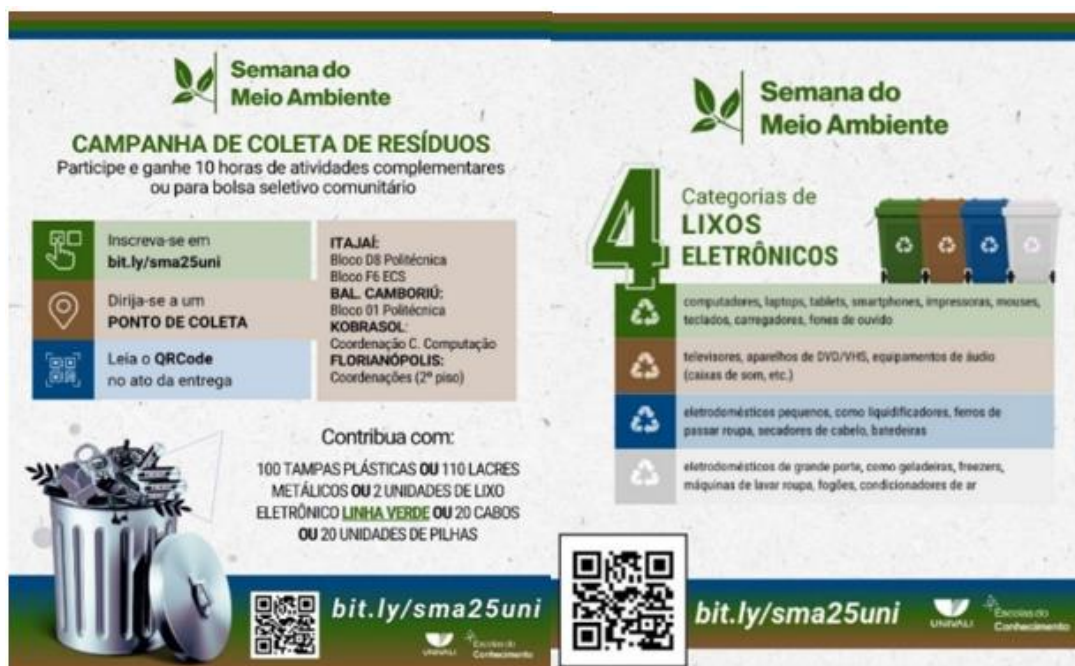 Semana do
Meio Ambiente
CAMPANHA DE COLETA DE RESÍDUOS
Participe e ganhe 10 horas de atividades complementares
ou para bolsa seletivo comunitário
Inscreva-se em
bit.ly/sma25uni
Dirija-se a um
PONTO DE COLETA
Leia o QRCode
no ato da entrega
ITAJAÍ:
Bloco D8 Politécnica
Bloco F6 ECS
BAL. CAMBORIÚ:
Bloco 01 Politécnica
KOBRASOL:
Coordenação C. Computação
FLORIANÓPOLIS:
Coordenações (2º piso)
Contribua com:
100 TAMPAS PLÁSTICAS OU 110 LACRES
METÁLICOS OU 2 UNIDADES DE LIXO
ELETRÔNICO LINHA VERDE OU 20 CABOS
OU 20 UNIDADES DE PILHAS
bit.ly/sma25uni
UNIVALI
Escolas do
Conhecimento
Semana do
Meio Ambiente
4
Categorias de
LIXOS
ELETRÔNICOS
computadores, laptops, tablets, smartphones, impressoras, mouses,
teclados, carregadores, fones de ouvido
televisores, aparelhos de DVD/VHS, equipamentos de áudio
(caixas de som, etc.)
eletrodomésticos pequenos, como liquidificadores, ferros de
passar roupa, secadores de cabelo, batedeiras
eletrodomésticos de grande porte, como geladeiras, freezers,
máquinas de lavar roupa, fogões, condicionadores de ar
bit.ly/sma25uni
UNIVALI
Escolas do
Conhecimento